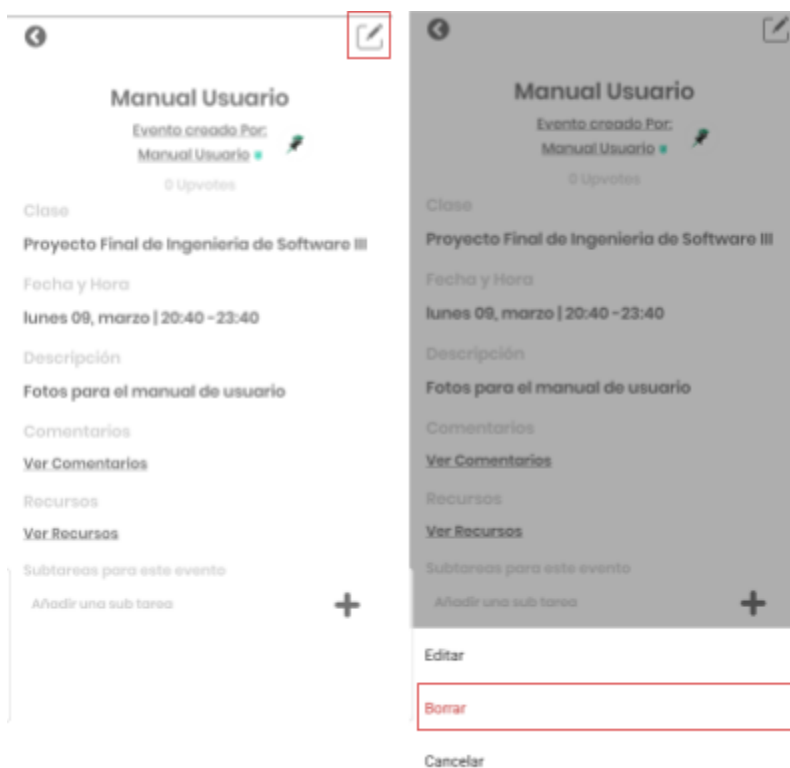 Manual Usuario
Evento creado Por:
Manual Usuario
0 Upvotes
Clase
Proyecto Final de Ingenieria de Software III
Fecha y Hora
lunes 09, marzo | 20:40 -23:40
Descripción
Fotos para el manual de usuario
Comentarios
Ver Comentarios
Recursos
Ver Recursos
Subtareas para este evento
Añadir una sub tarea
Manual Usuario
Evento creado Por:
Manual Usuario
0 Upvotes
Clase
Proyecto Final de Ingenieria de Software III
Fecha y Hora
lunes 09, marzo | 20:40 -23:40
Descripción
Fotos para el manual de usuario
Comentarios
Ver Comentarios
Recursos
Ver Recursos
Subtareas para este evento
Añadir una sub tarea
Editar
Borrar
Cancelar